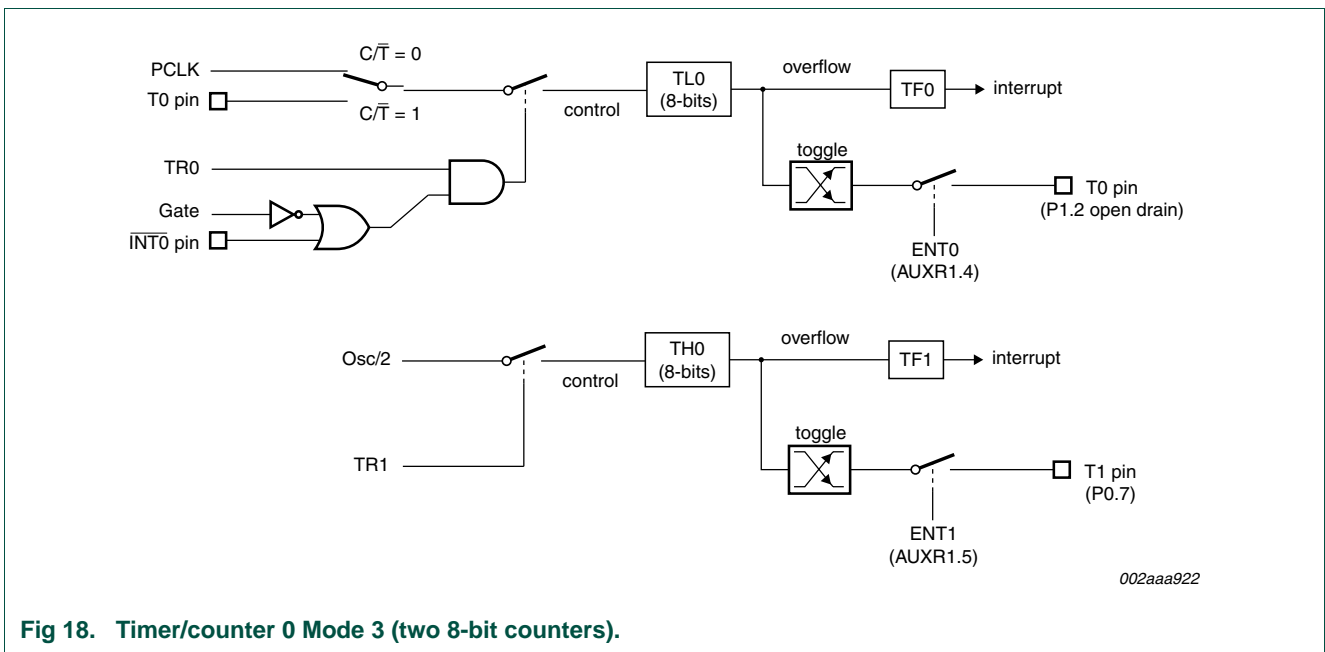 C/T̅ = 0
PCLK
T0 pin
C/T̅ = 1
control
TL0
(8-bits)
overflow
TF0
interrupt
toggle
TR0
Gate
I̅N̅T̅0̅ pin
T0 pin
(P1.2 open drain)
ENT0
(AUXR1.4)
Osc/2
control
TH0
(8-bits)
overflow
TF1
interrupt
toggle
TR1
T1 pin
(P0.7)
ENT1
(AUXR1.5)
002aaa922
Fig 18. Timer/counter 0 Mode 3 (two 8-bit counters).